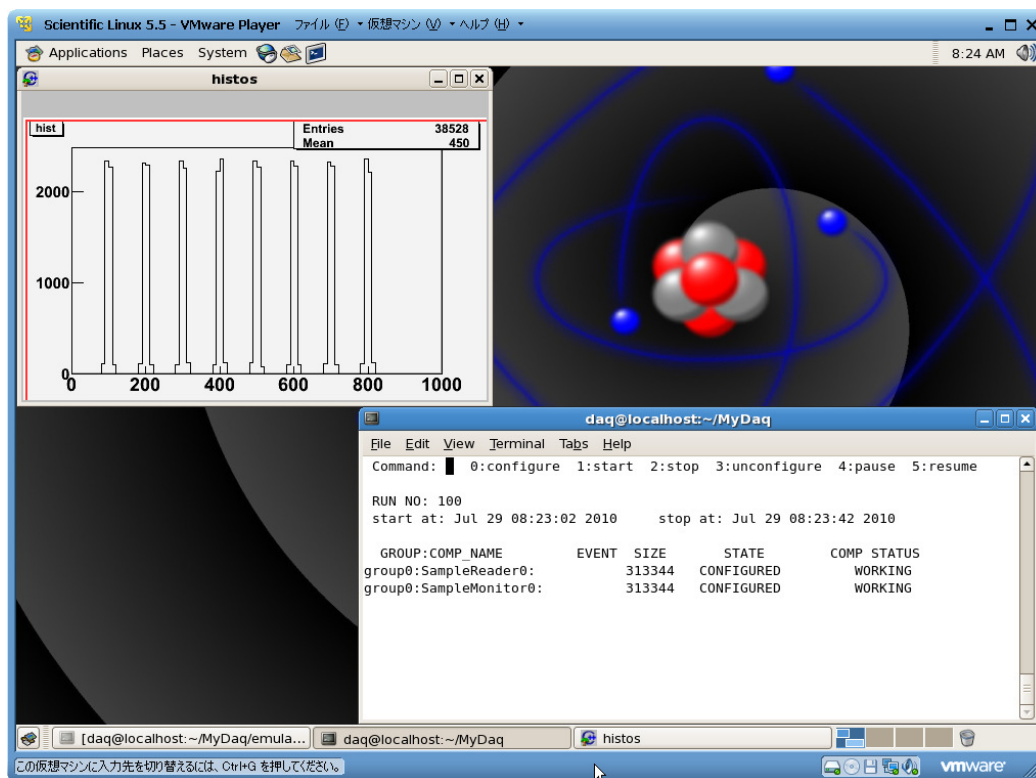 Scientific Linux 5.5 - VMware Player ファイル (F) 仮想マシン (V) ヘルプ (H)
Applications Places System 8:24 AM
histos
hist
Entries 38528
Mean 450
2000
1000
0
0 200 400 600 800 1000
daq@localhost:~/MyDaq
File Edit View Terminal Tabs Help
Command: 0:configure 1:start 2:stop 3:unconfigure 4:pause 5:resume
RUN NO: 100
start at: Jul 29 08:23:02 2010 stop at: Jul 29 08:23:42 2010
GROUP:COMP_NAME EVENT SIZE STATE COMP STATUS
group0:SampleReader0: 313344 CONFIGURED WORKING
group0:SampleMonitor0: 313344 CONFIGURED WORKING
[daq@localhost:~/MyDaq/emula... daq@localhost:~/MyDaq histos
この仮想マシンに入力先を切り替えるには、Ctrl+G を押してください。 vmware